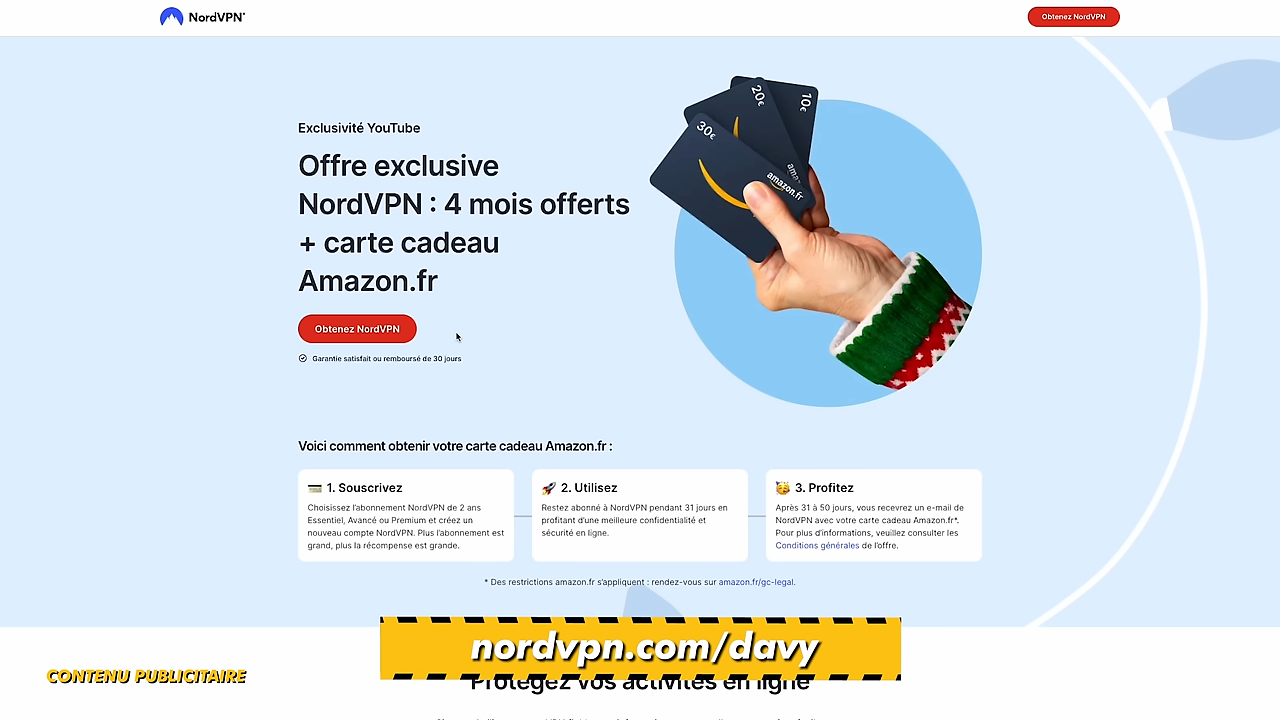 NordVPN®
Obtenez NordVPN
Exclusivité YouTube
Offre exclusive
NordVPN : 4 mois offerts
+ carte cadeau
Amazon.fr
Obtenez NordVPN
Garantie satisfait ou remboursé de 30 jours
10€
20€
30€
ama
amazon.fr
Voici comment obtenir votre carte cadeau Amazon.fr :
1. Souscrivez
Choisissez l'abonnement NordVPN de 2 ans
Essentiel, Avancé ou Premium et créez un
nouveau compte NordVPN. Plus l'abonnement est
grand, plus la récompense est grande.
2. Utilisez
Restez abonné à NordVPN pendant 31 jours en
profitant d'une meilleure confidentialité et
sécurité en ligne.
3. Profitez
Après 31 à 50 jours, vous recevrez un e-mail de
NordVPN avec votre carte cadeau Amazon.fr*.
Pour plus d'informations, veuillez consulter les
Conditions générales de l'offre.
* Des restrictions amazon.fr s'appliquent : rendez-vous sur amazon.fr/gc-legal.
nordvpn.com/davy
CONTENU PUBLICITAIRE
Protégez vos activités en ligne